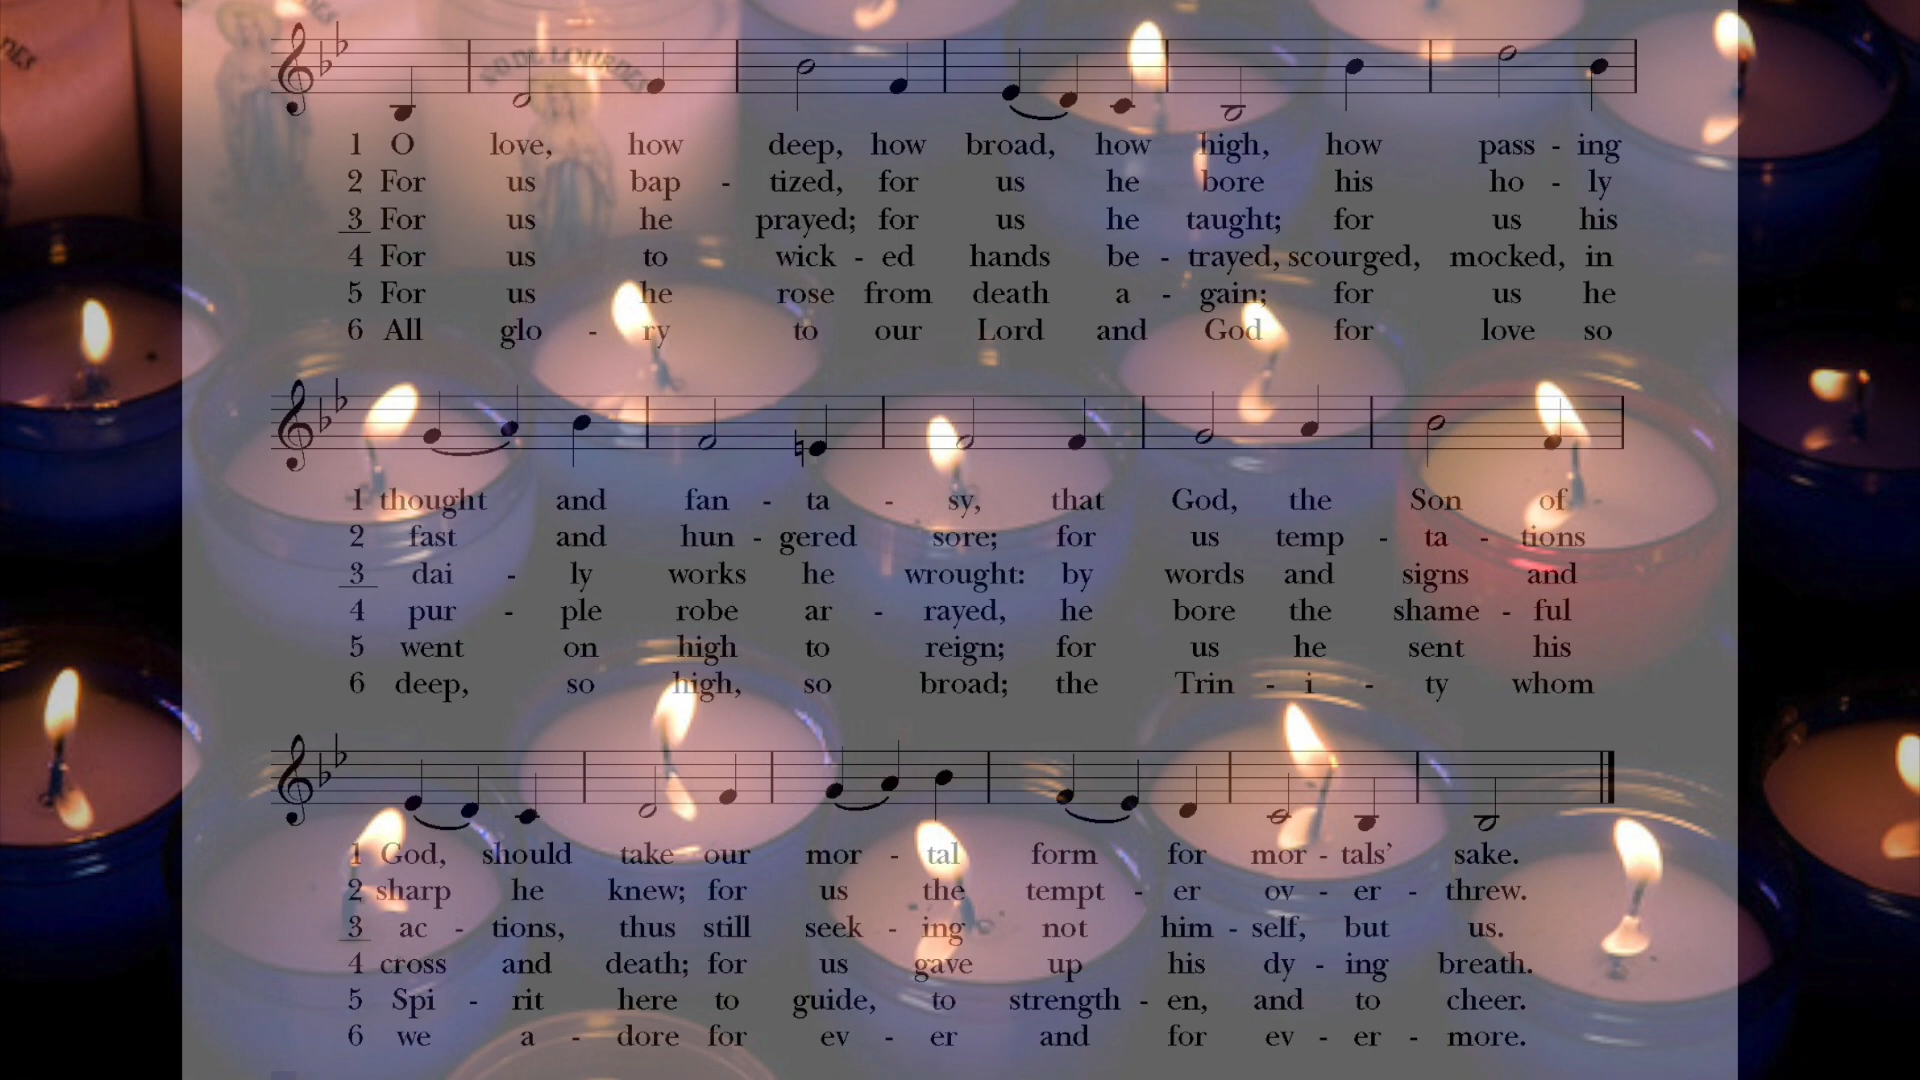 NO DE LOURDES
1 O love, how deep, how broad, how high, how pass - ing
2 For us bap - tized, for us he bore his ho - ly
3 For us he prayed; for us he taught; for us his
4 For us to wick - ed hands be - trayed, scourged, mocked, in
5 For us he rose from death a - gain; for us he
6 All glo - ry to our Lord and God for love so
1 thought and fan - ta - sy, that God, the Son of
2 fast and hun - gered sore; for us temp - ta - tions
3 dai - ly works he wrought: by words and signs and
4 pur - ple robe ar - rayed, he bore the shame - ful
5 went on high to reign; for us he sent his
6 deep, so high, so broad; the Trin - i - ty whom
1 God, should take our mor - tal form for mor - tals’ sake.
2 sharp he knew; for us the tempt - er ov - er - threw.
3 ac - tions, thus still seek - ing not him - self, but us.
4 cross and death; for us gave up his dy - ing breath.
5 Spi - rit here to guide, to strength - en, and to cheer.
6 we a - dore for ev - er and for ev - er - more.